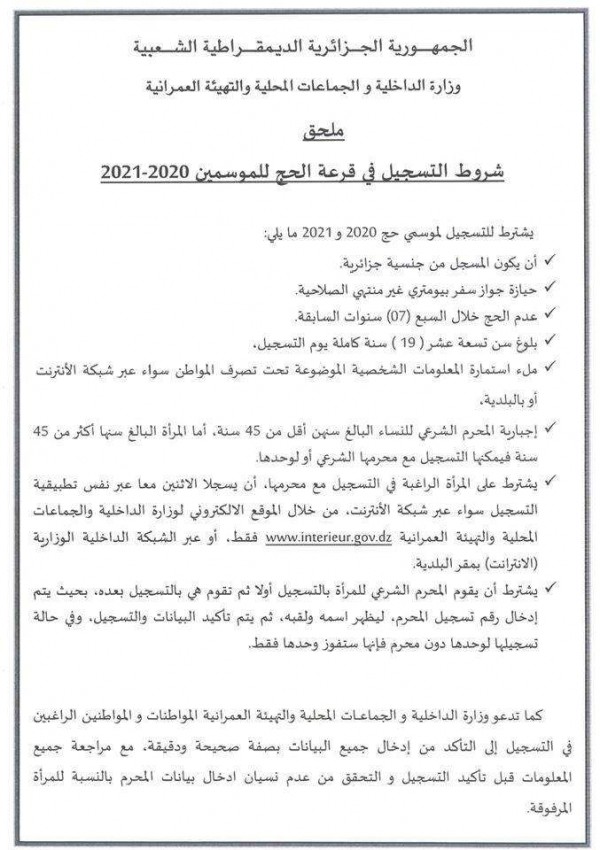 الجمهورية الجزائرية الديمقراطية الشعبية
وزارة الداخلية و الجماعات المحلية والتهيئة العمرانية
ملحق
شروط التسجيل في قرعة الحج للموسمين 2020-2021
يشترط للتسجيل لموسمي حج 2020 و 2021 ما يلي:
✓ أن يكون المسجل من جنسية جزائرية.
✓ حيازة جواز سفر بيومتري غير منتهي الصلاحية.
✓ عدم الحج خلال السبع (07) سنوات السابقة.
✓ بلوغ سن تسعة عشر ( 19 ) سنة كاملة يوم التسجيل،
✓ ملء استمارة المعلومات الشخصية الموضوعة تحت تصرف المواطن سواء عبر شبكة الأنترنت
أو بالبلدية،
✓ إجبارية المحرم الشرعي للنساء البالغ سنهن أقل من 45 سنة، أما المرأة البالغ سنها أكثر من 45
سنة فيمكنها التسجيل مع محرمها الشرعي أو لوحدها.
✓ يشترط على المرأة الراغبة في التسجيل مع محرمها، أن يسجلا الاثنين معا عبر نفس تطبيقية
التسجيل سواء عبر شبكة الأنترنت، من خلال الموقع الالكتروني لوزارة الداخلية والجماعات
المحلية والتهيئة العمرانية www.interieur.gov.dz فقط، أو عبر الشبكة الداخلية الوزارية
(الانترانت) بمقر البلدية.
✓ يشترط أن يقوم المحرم الشرعي للمرأة بالتسجيل أولا ثم تقوم هي بالتسجيل بعده، بحيث يتم
إدخال رقم تسجيل المحرم، ليظهر اسمه ولقبه، ثم يتم تأكيد البيانات والتسجيل، وفي حالة
تسجيلها لوحدها دون محرم فإنها ستفوز وحدها فقط.
كما تدعو وزارة الداخلية و الجماعات المحلية والتهيئة العمرانية المواطنات و المواطنين الراغبين
في التسجيل إلى التأكد من إدخال جميع البيانات بصفة صحيحة ودقيقة، مع مراجعة جميع
المعلومات قبل تأكيد التسجيل و التحقق من عدم نسيان ادخال بيانات المحرم بالنسبة للمرأة
المرفوقة.